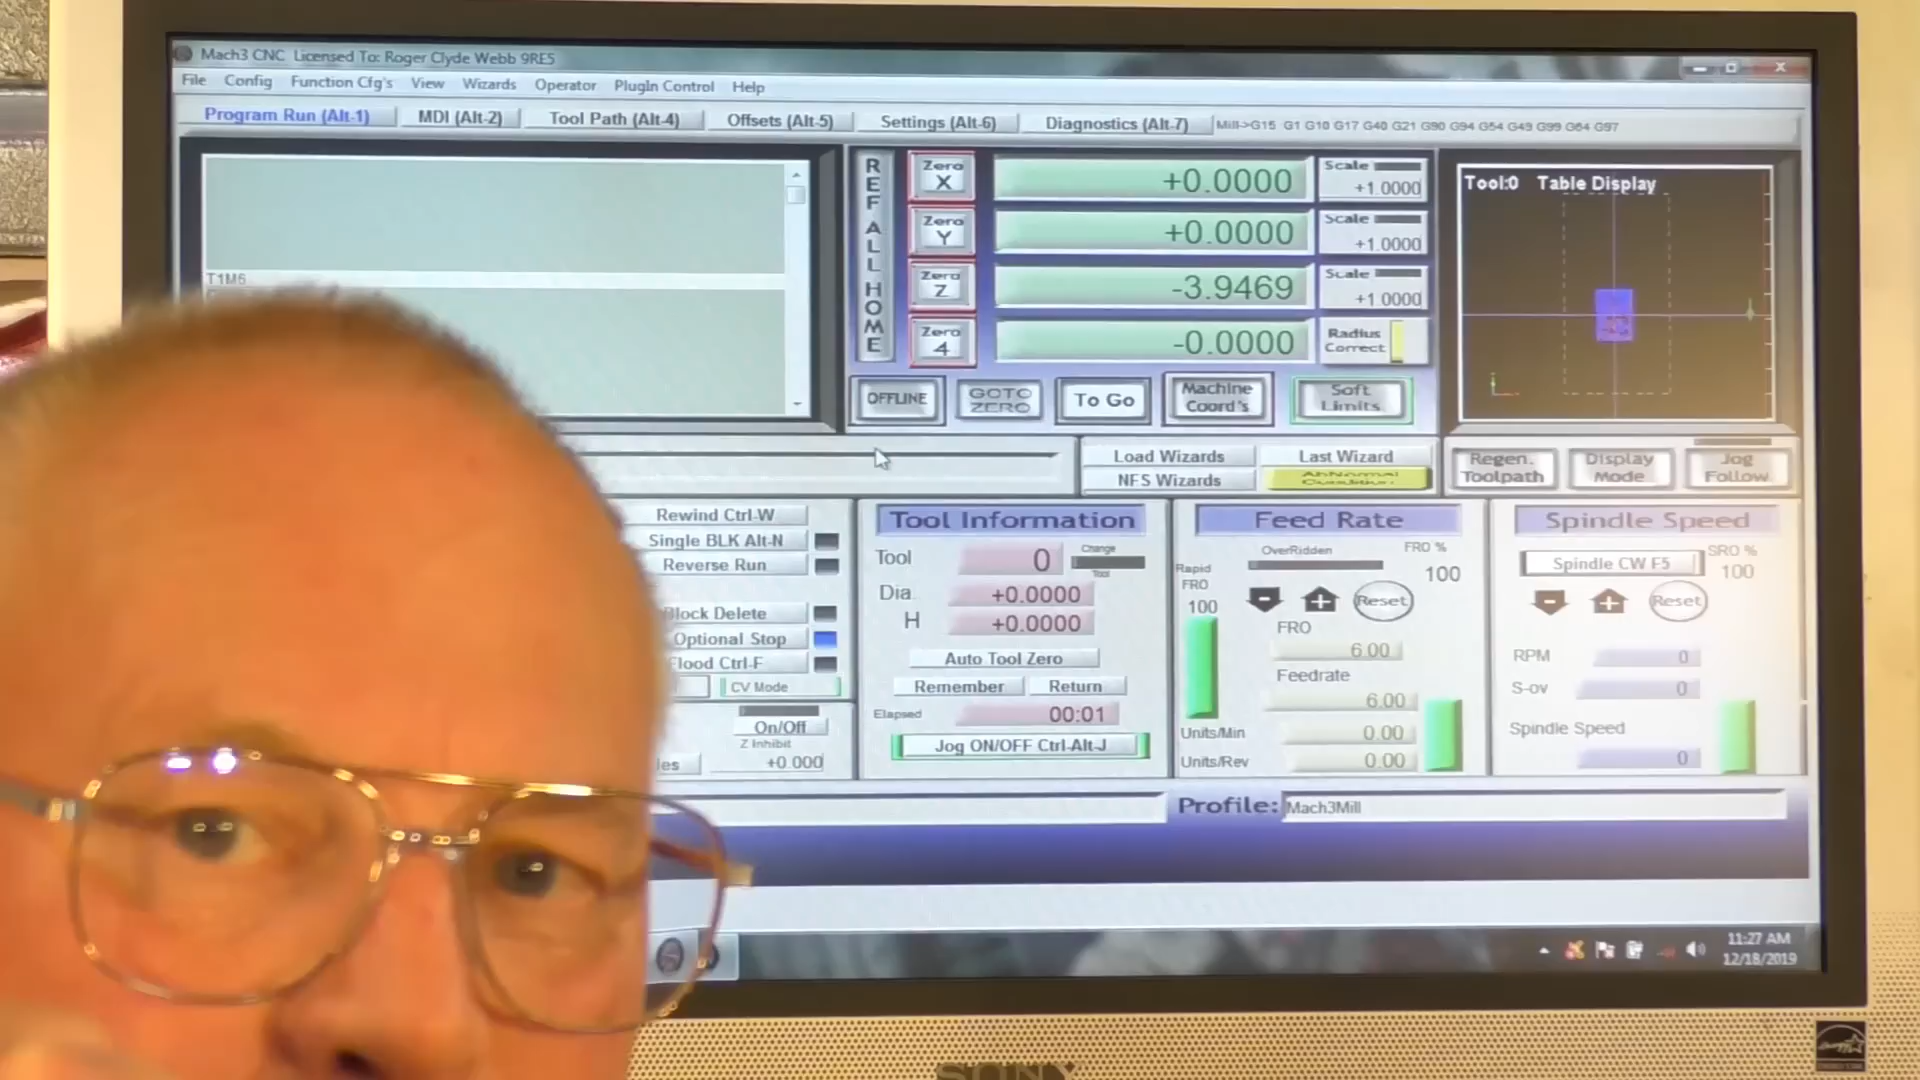 Mach3 CNC Licensed To: Roger Clyde Webb 9RE5
File Config Function Cfg's View Wizards Operator PlugIn Control Help
Program Run (Alt-1) MDI (Alt-2) Tool Path (Alt-4) Offsets (Alt-5) Settings (Alt-6) Diagnostics (Alt-7) Mill->G15 G1 G10 G17 G40 G21 G90 G94 G54 G49 G99 G64 G97
T1M6
REF ALL HOME
Zero X +0.0000 Scale +1.0000
Zero Y +0.0000 Scale +1.0000
Zero Z -3.9469 Scale +1.0000
Zero 4 -0.0000 Radius Correct
OFFLINE GOTO ZERO To Go Machine Coord's Soft Limits
Tool:0 Table Display
Load Wizards Last Wizard
NFS Wizards
Regen. Toolpath Display Mode Jog Follow
Rewind Ctrl-W
Single BLK Alt-N
Reverse Run
Block Delete
Optional Stop
Flood Ctrl-F
CV Mode
On/Off
Z Inhibit
+0.000
Tool Information
Tool 0 Change Tool
Dia +0.0000
H +0.0000
Auto Tool Zero
Remember Return
Elapsed 00:01
Jog ON/OFF Ctrl-Alt-J
Feed Rate
OverRidden FRO %
100
Rapid FRO
100
Reset
FRO
6.00
Feedrate
6.00
Units/Min 0.00
Units/Rev 0.00
Spindle Speed
Spindle CW F5 SRO %
100
Reset
RPM 0
S-ov 0
Spindle Speed
0
Profile: Mach3Mill
11:27 AM
12/18/2019
SONY